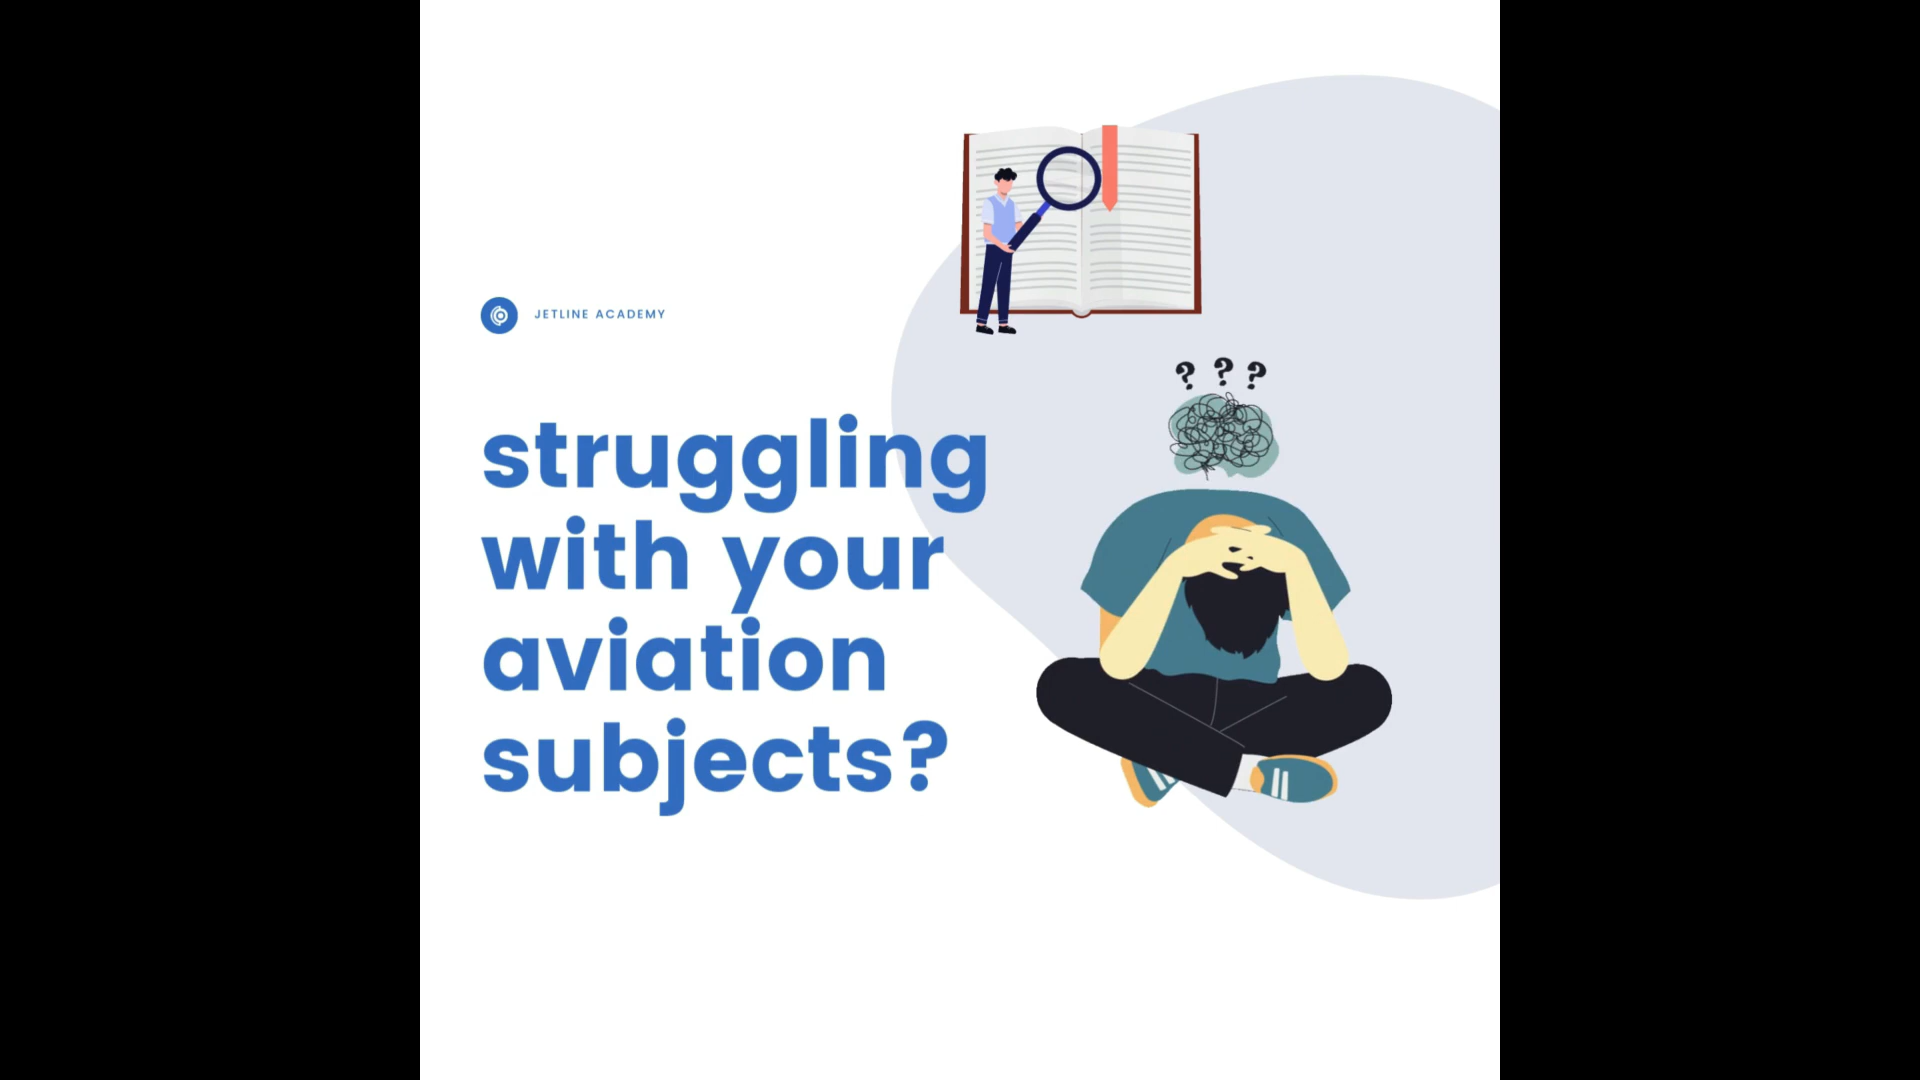 JETLINE ACADEMY
? ? ?
struggling
with your
aviation
subjects?